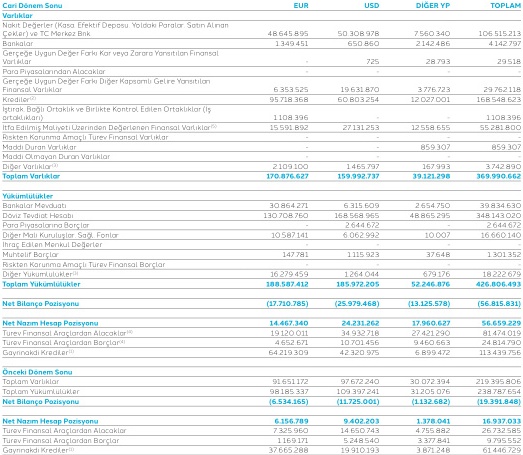 Cari Dönem Sonu EUR USD DİĞER YP TOPLAM
Varlıklar
Nakit Değerler (Kasa, Efektif Deposu, Yoldaki Paralar, Satın Alınan
Çekler) ve TC Merkez Bnk. 48.645.895 50.308.978 7.560.340 106.515.213
Bankalar 1.349.451 650.860 2.142.486 4.142.797
Gerçeğe Uygun Değer Farkı Kar veya Zarara Yansıtılan Finansal
Varlıklar - 725 28.793 29.518
Para Piyasalarından Alacaklar - - - -
Gerçeğe Uygun Değer Farkı Diğer Kapsamlı Gelire Yansıtılan
Finansal Varlıklar 6.353.525 19.631.870 3.776.723 29.762.118
Krediler 95.718.368 60.803.254 12.027.001 168.548.623
İştirak, Bağlı Ortaklık ve Birlikte Kontrol Edilen Ortaklıklar (İş
ortaklıkları) 1.108.396 - - 1.108.396
İtfa Edilmiş Maliyeti Üzerinden Değerlenen Finansal Varlıklar 15.591.892 27.131.253 12.558.655 55.281.800
Riskten Korunma Amaçlı Türev Finansal Varlıklar - - - -
Maddi Duran Varlıklar - - 859.307 859.307
Maddi Olmayan Duran Varlıklar - - - -
Diğer Varlıklar 2.109.100 1.465.797 167.993 3.742.890
Toplam Varlıklar 170.876.627 159.992.737 39.121.298 369.990.662
Yükümlülükler
Bankalar Mevduatı 30.864.271 6.315.609 2.654.750 39.834.630
Döviz Tevdiat Hesabı 130.708.760 168.568.965 48.865.295 348.143.020
Para Piyasalarına Borçlar - 2.644.672 - 2.644.672
Diğer Mali Kuruluşlar. Sağl. Fonlar 10.587.141 6.062.992 10.007 16.660.140
İhraç Edilen Menkul Değerler - - - -
Muhtelif Borçlar 147.781 1.115.923 37.648 1.301.352
Riskten Korunma Amaçlı Türev Finansal Borçlar - - - -
Diğer Yükümlülükler 16.279.459 1.264.044 679.176 18.222.679
Toplam Yükümlülükler 188.587.412 185.972.205 52.246.876 426.806.493
Net Bilanço Pozisyonu (17.710.785) (25.979.468) (13.125.578) (56.815.831)
Net Nazım Hesap Pozisyonu 14.467.340 24.231.262 17.960.627 56.659.229
Türev Finansal Araçlardan Alacaklar 19.120.011 34.932.718 27.421.290 81.474.019
Türev Finansal Araçlardan Borçlar 4.652.671 10.701.456 9.460.663 24.814.790
Gayrinakdi Krediler 64.219.309 42.320.975 6.899.472 113.439.756
Önceki Dönem Sonu
Toplam Varlıklar 91.651.172 97.672.240 30.072.394 219.395.806
Toplam Yükümlülükler 98.185.337 109.397.241 31.205.076 238.787.654
Net Bilanço Pozisyonu (6.534.165) (11.725.001) (1.132.682) (19.391.848)
Net Nazım Hesap Pozisyonu 6.156.789 9.402.203 1.378.041 16.937.033
Türev Finansal Araçlardan Alacaklar 7.325.960 14.650.743 4.755.882 26.732.585
Türev Finansal Araçlardan Borçlar 1.169.171 5.248.540 3.377.841 9.795.552
Gayrinakdi Krediler 37.665.288 19.910.193 3.871.248 61.446.729